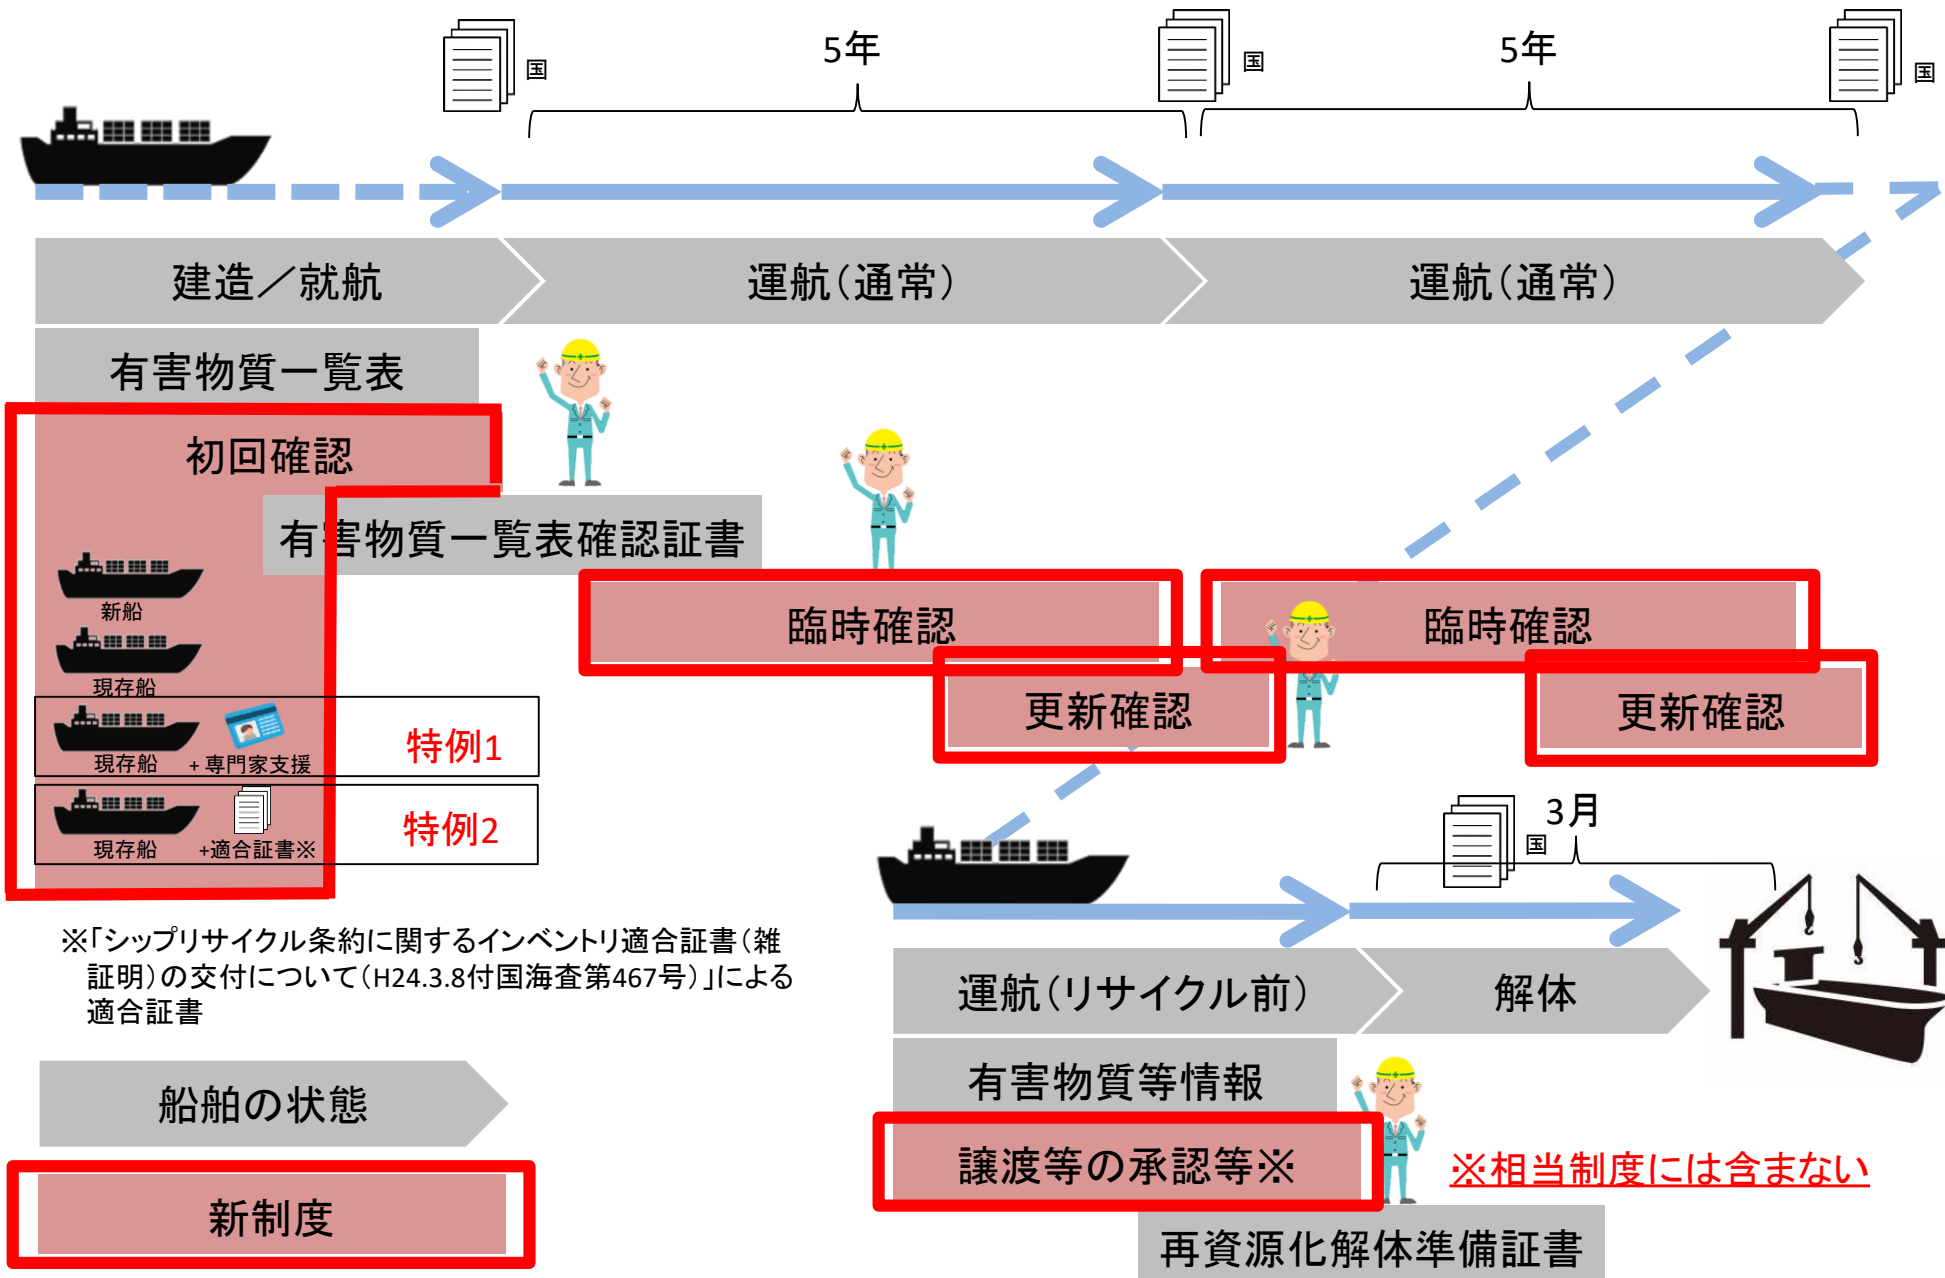 国
5年
国
5年
国
建造／就航
運航（通常）
運航（通常）
有害物質一覧表
初回確認
有害物質一覧表確認証書
新船
現存船
臨時確認
臨時確認
更新確認
更新確認
現存船
+ 専門家支援
特例1
現存船
+適合証書※
特例2
国
3月
※「シップリサイクル条約に関するインベントリ適合証書（雑
証明）の交付について（H24.3.8付国海査第467号）」による
適合証書
運航（リサイクル前）
解体
有害物質等情報
譲渡等の承認等※
※相当制度には含まない
再資源化解体準備証書
船舶の状態
新制度